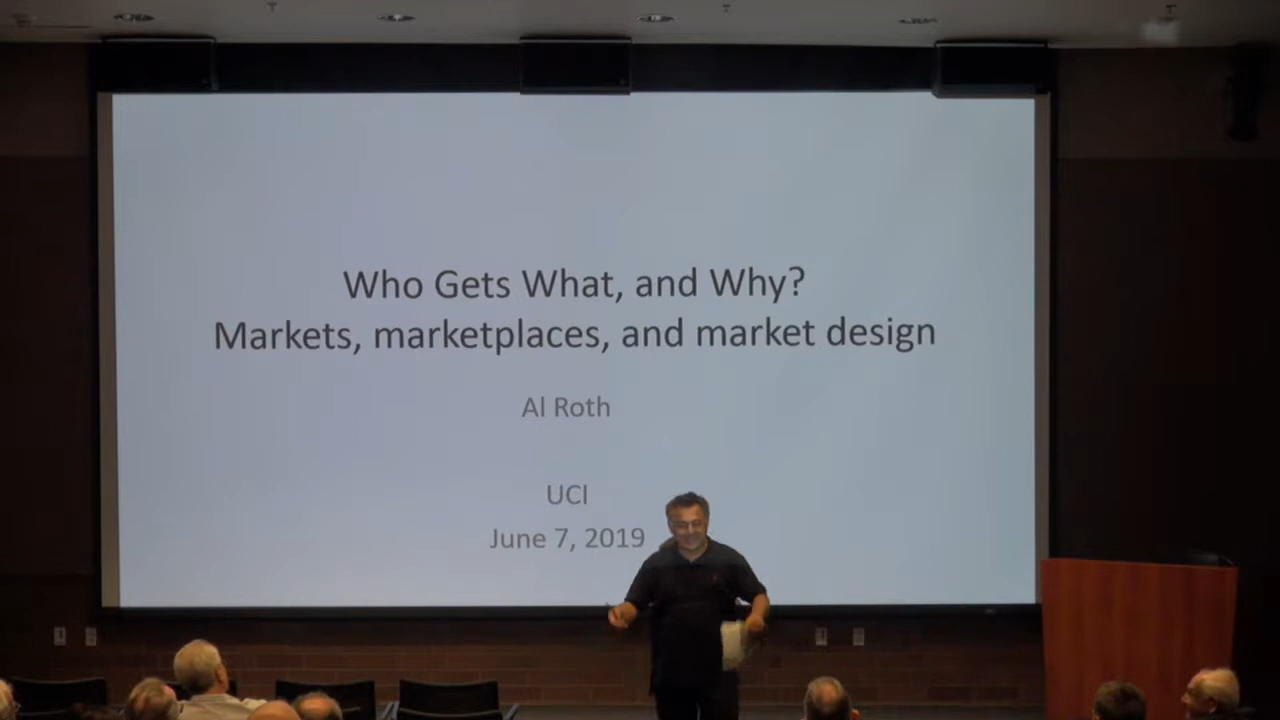 Who Gets What, and Why?
Markets, marketplaces, and market design
Al Roth
UCI
June 7, 2019